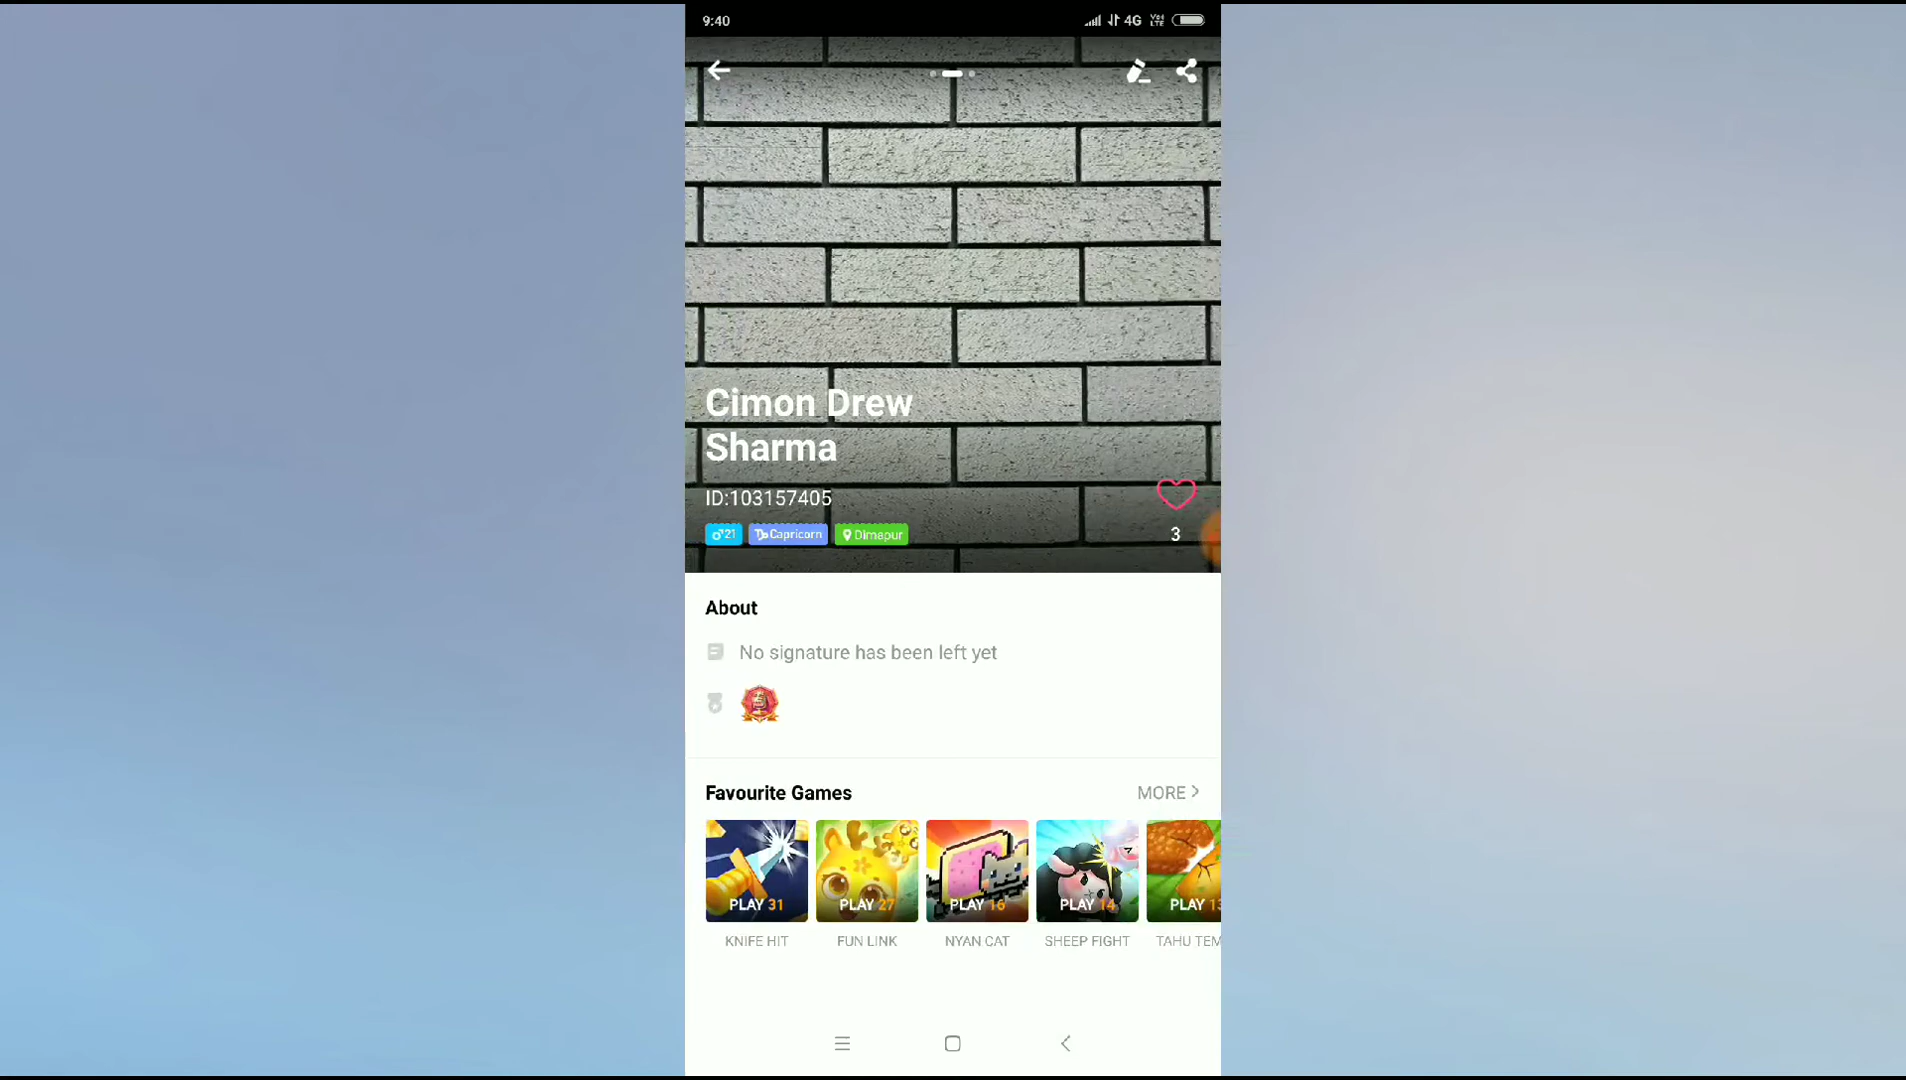 9:40
4G
Cimon Drew
Sharma
ID:103157405
21
Capricorn
Dimapur
3
About
No signature has been left yet
Favourite Games
MORE
PLAY 31
PLAY 27
PLAY 16
PLAY 14
PLAY 13
KNIFE HIT
FUN LINK
NYAN CAT
SHEEP FIGHT
TAHU TEM